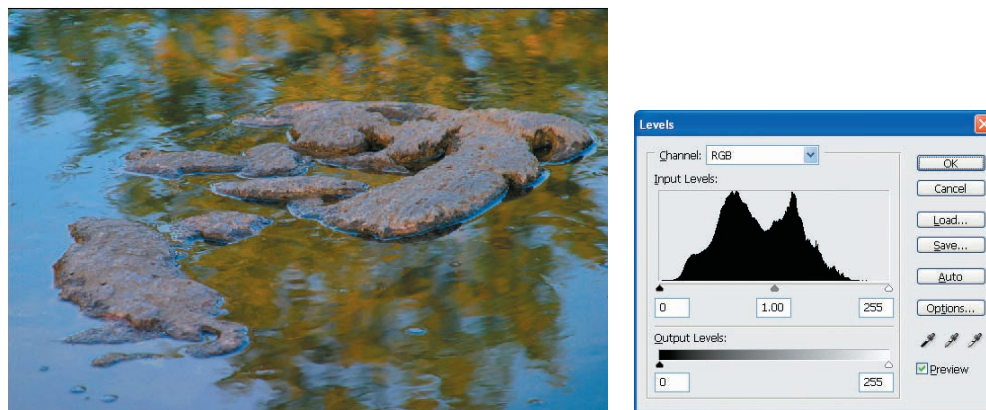 Levels
Channel: RGB
Input Levels:
0 1.00 255
Output Levels:
0 255
OK
Cancel
Load...
Save...
Auto
Options...
Preview